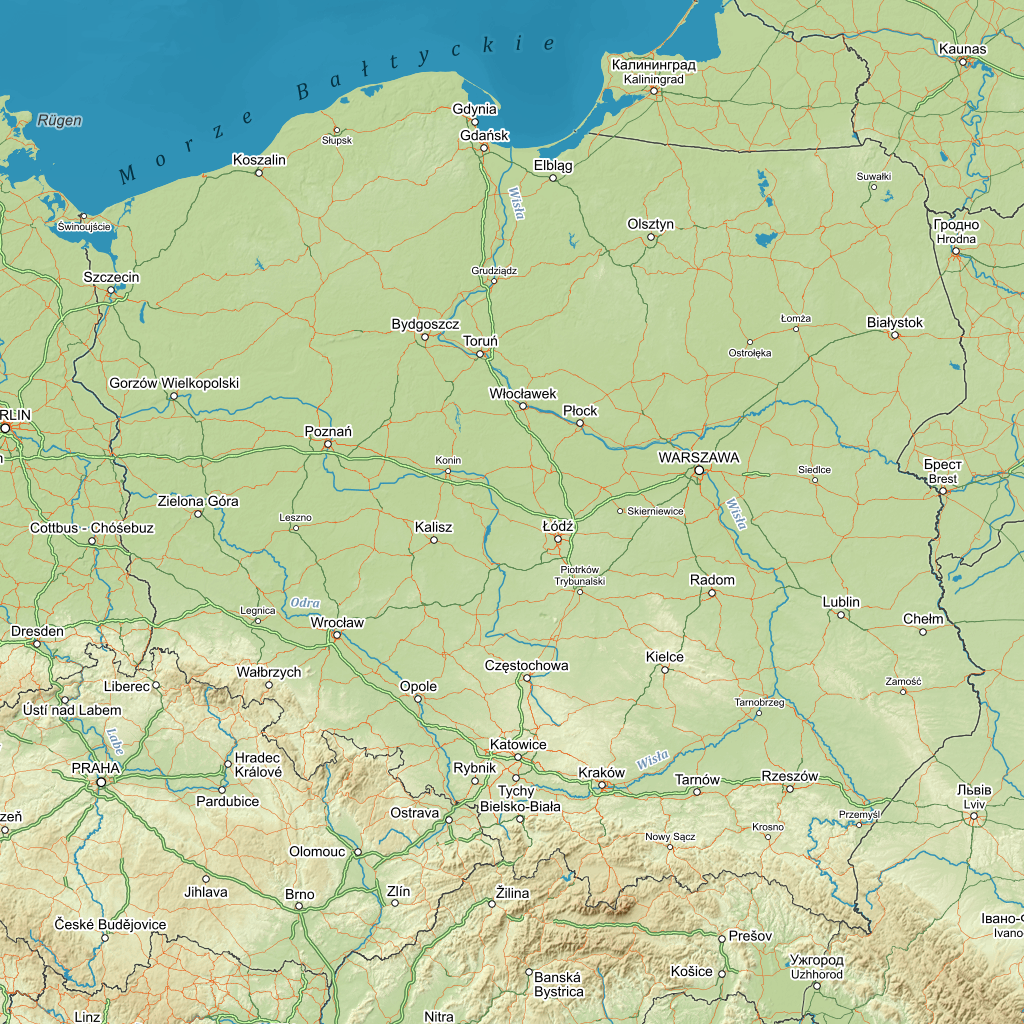 Morze Bałtyckie
Kaunas
Калининград
Kaliningrad
Rügen
Gdynia
Gdańsk
Słupsk
Koszalin
Elbląg
Suwałki
Wisła
Świnoujście
Olsztyn
Гродно
Hrodna
Szczecin
Grudziądz
Bydgoszcz
Toruń
Łomża
Białystok
Ostrołęka
Gorzów Wielkopolski
Włocławek
Płock
RLIN
Poznań
Konin
WARSZAWA
Siedlce
Брест
Brest
Zielona Góra
Leszno
Skierniewice
Wisła
Cottbus - Chóśebuz
Kalisz
Łódź
Piotrków
Trybunalski
Radom
Odra
Legnica
Lublin
Chełm
Dresden
Wrocław
Częstochowa
Kielce
Wałbrzych
Liberec
Opole
Zamość
Ústí nad Labem
Tarnobrzeg
Labe
Katowice
Wisła
Hradec
Králové
PRAHA
Rybnik
Kraków
Tarnów
Rzeszów
Pardubice
Tychy
Bielsko-Biała
Львів
Lviv
Ostrava
Przemyśl
zeň
Krosno
Nowy Sącz
Olomouc
Jihlava
Brno
Zlín
Žilina
České Budějovice
Івано-Ф
Ivano
Prešov
Košice
Ужгород
Uzhhorod
Banská
Bystrica
Linz
Nitra